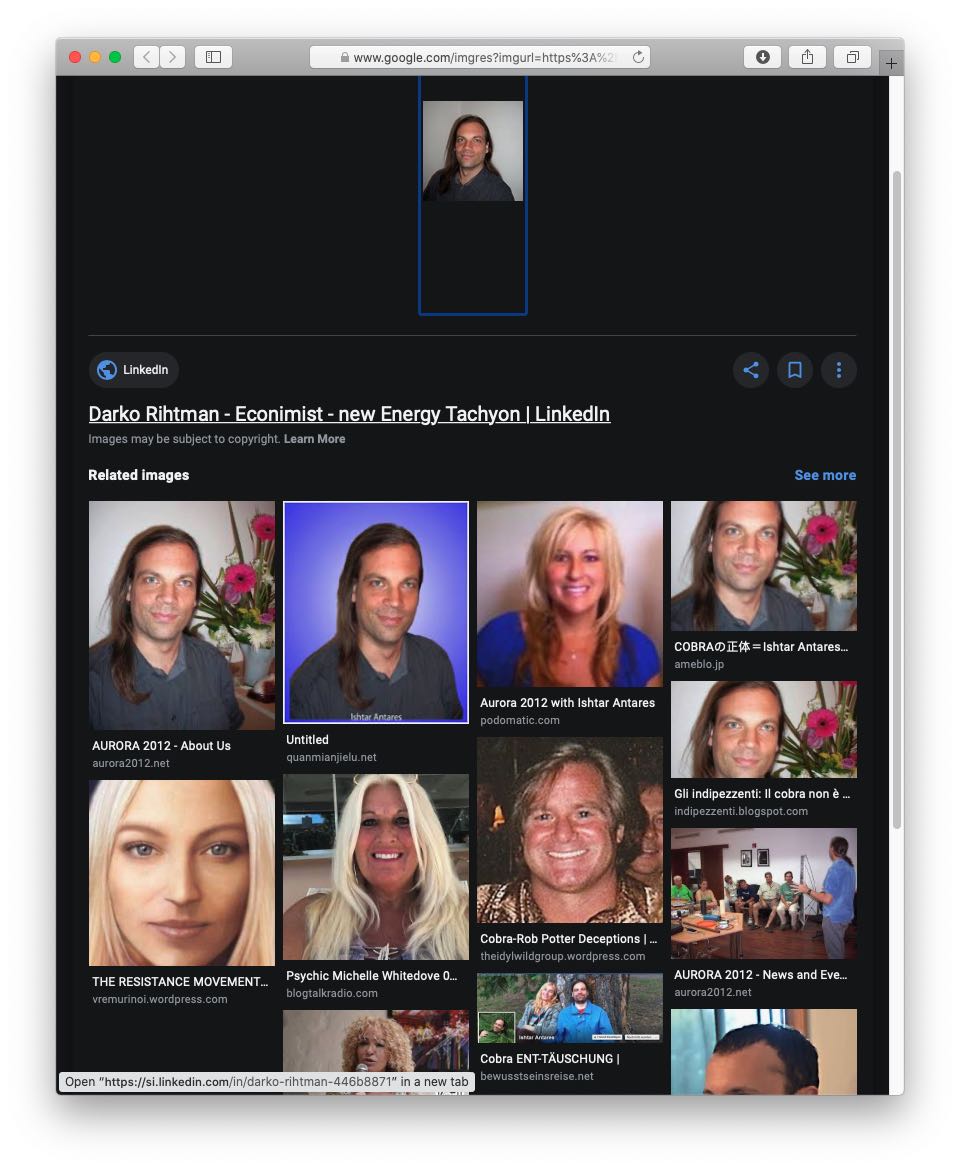 www.google.com/imgres?imgurl=https%3A%2
LinkedIn
Darko Rihtman - Econimist - new Energy Tachyon | LinkedIn
Images may be subject to copyright. Learn More
Related images
See more
AURORA 2012 - About Us
aurora2012.net
Ishtar Antares
Untitled
quanmianjielu.net
Aurora 2012 with Ishtar Antares
podomatic.com
COBRAの正体＝Ishtar Antares…
ameblo.jp
Gli indipezzenti: Il cobra non è ...
indipezzenti.blogspot.com
THE RESISTANCE MOVEMENT…
vremurinoi.wordpress.com
Psychic Michelle Whitedove 0…
blogtalkradio.com
Cobra-Rob Potter Deceptions | ...
theidylwildgroup.wordpress.com
AURORA 2012 - News and Eve…
aurora2012.net
Ishtar Antares
Cobra ENT-TÄUSCHUNG |
bewusstseinsreise.net
Open “https://si.linkedin.com/in/darko-rihtman-446b8871” in a new tab